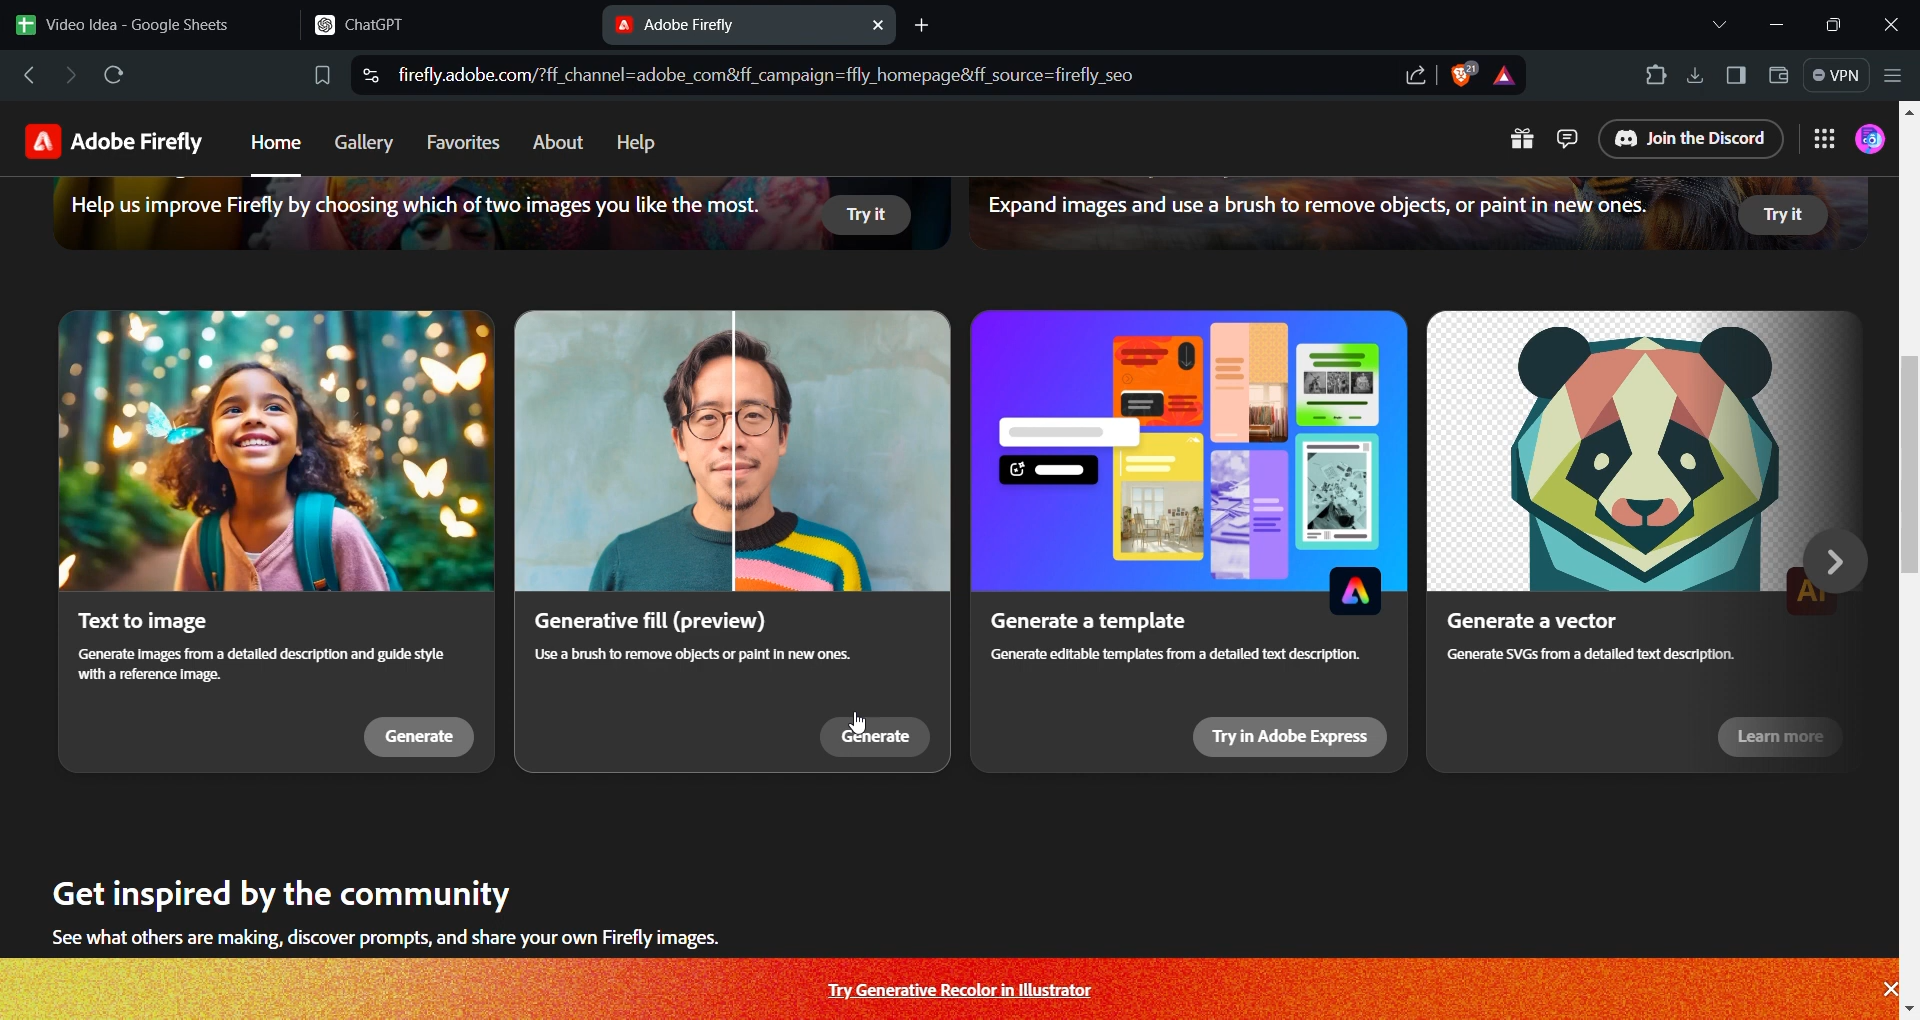 Video Idea - Google Sheets
ChatGPT
Adobe Firefly
firefly.adobe.com/?ff_channel=adobe_com&ff_campaign=ffly_homepage&ff_source=firefly_seo
21
VPN
Adobe Firefly
Home
Gallery
Favorites
About
Help
Join the Discord
Help us improve Firefly by choosing which of two images you like the most.
Try it
Expand images and use a brush to remove objects, or paint in new ones.
Try it
Text to image
Generate images from a detailed description and guide style
with a reference image.
Generate
Generative fill (preview)
Use a brush to remove objects or paint in new ones.
Generate
Generate a template
Generate editable templates from a detailed text description.
Try in Adobe Express
Ai
Generate a vector
Generate SVGs from a detailed text description.
Learn more
Get inspired by the community
See what others are making, discover prompts, and share your own Firefly images.
Try Generative Recolor in Illustrator